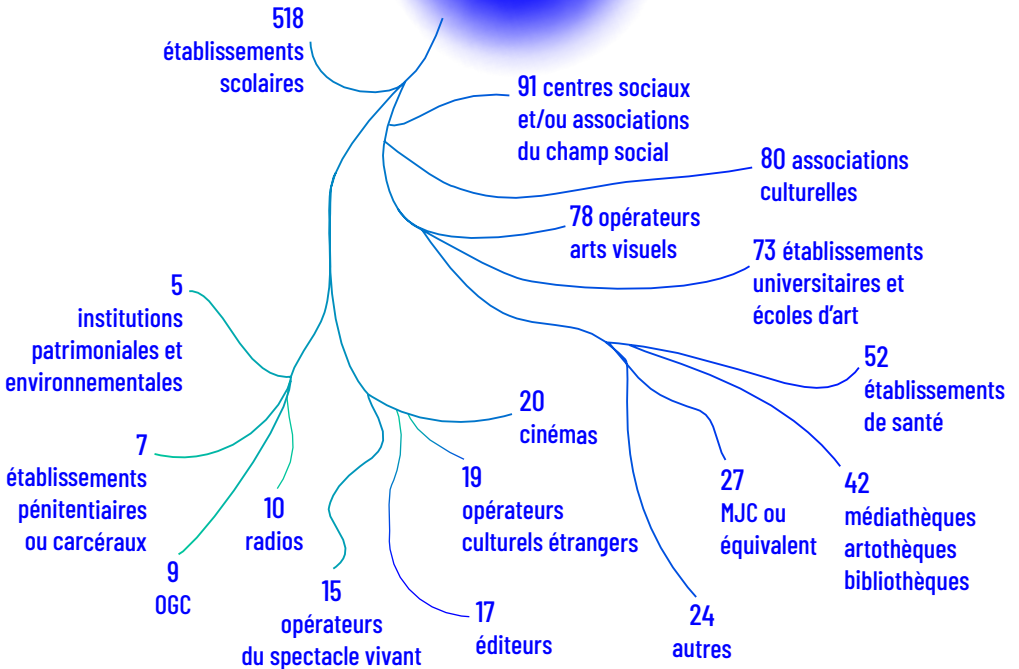 518
établissements
scolaires
91 centres sociaux
et/ou associations
du champ social
80 associations
culturelles
78 opérateurs
arts visuels
73 établissements
universitaires et
écoles d'art
5
institutions
patrimoniales et
environnementales
52
établissements
de santé
20
cinémas
7
établissements
pénitentiaires
ou carcéraux
19
opérateurs
culturels étrangers
27
MJC ou
équivalent
42
médiathèques
artothèques
bibliothèques
10
radios
9
OGC
15
opérateurs
du spectacle vivant
17
éditeurs
24
autres